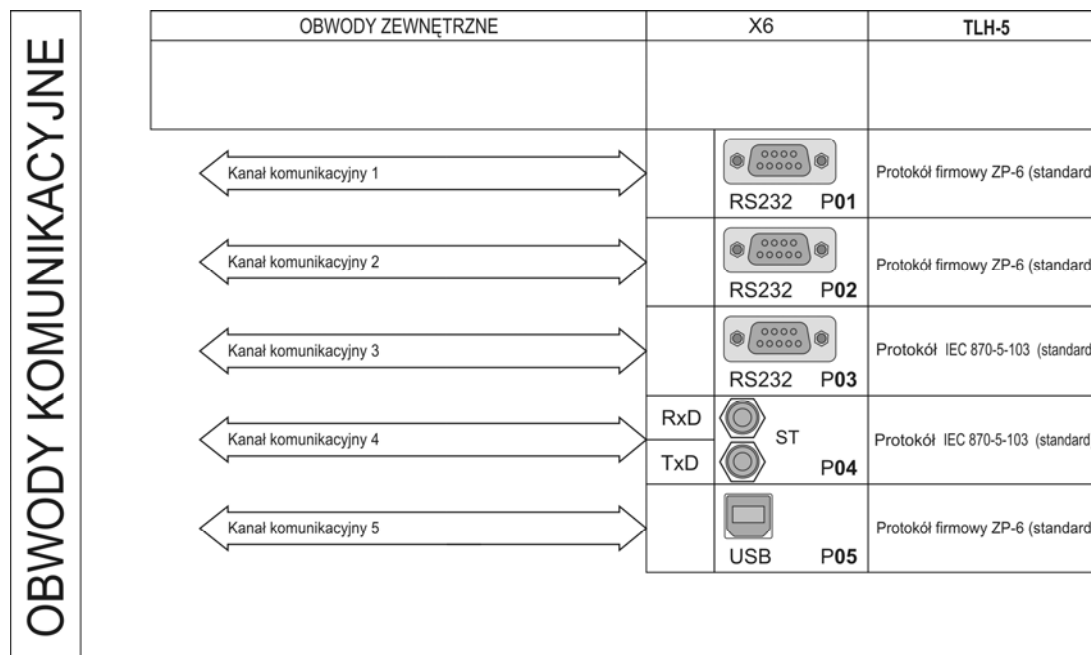 OBWODY KOMUNIKACYJNE
OBWODY ZEWNĘTRZNE X6 TLH-5
Kanał komunikacyjny 1
RS232 P01
Protokół firmowy ZP-6 (standard
Kanał komunikacyjny 2
RS232 P02
Protokół firmowy ZP-6 (standard
Kanał komunikacyjny 3
RS232 P03
Protokół IEC 870-5-103 (standard
Kanał komunikacyjny 4
RxD
TxD
ST
P04
Protokół IEC 870-5-103 (standard
Kanał komunikacyjny 5
USB P05
Protokół firmowy ZP-6 (standard